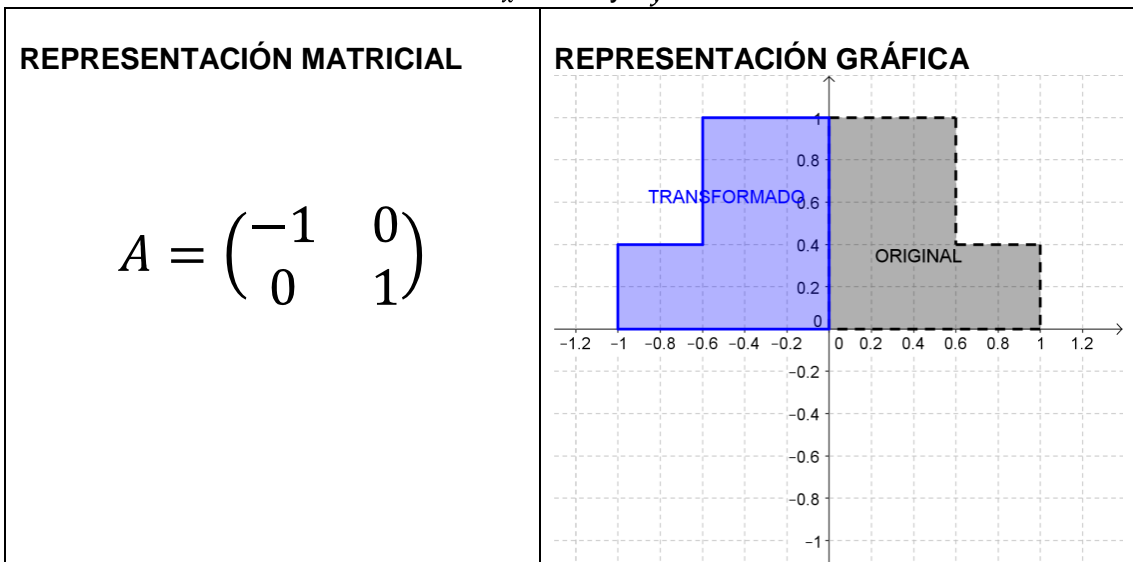 REPRESENTACIÓN MATRICIAL
A = (−1 0
0 1)
REPRESENTACIÓN GRÁFICA
1
0.8
TRANSFORMADO
0.6
0.4
ORIGINAL
0.2
0
−1.2 −1 −0.8 −0.6 −0.4 −0.2 0 0.2 0.4 0.6 0.8 1 1.2
−0.2
−0.4
−0.6
−0.8
−1